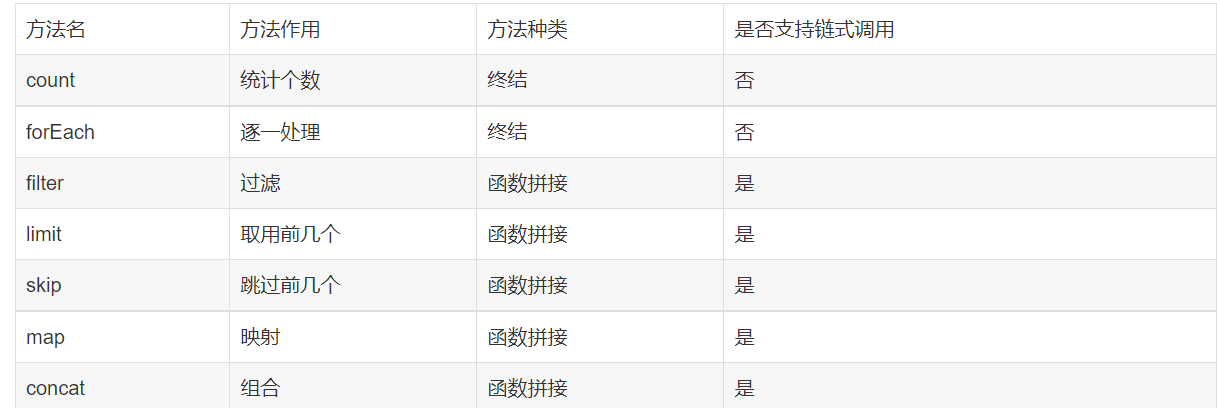 方法名 方法作用 方法种类 是否支持链式调用
count 统计个数 终结 否
forEach 逐一处理 终结 否
filter 过滤 函数拼接 是
limit 取用前几个 函数拼接 是
skip 跳过前几个 函数拼接 是
map 映射 函数拼接 是
concat 组合 函数拼接 是